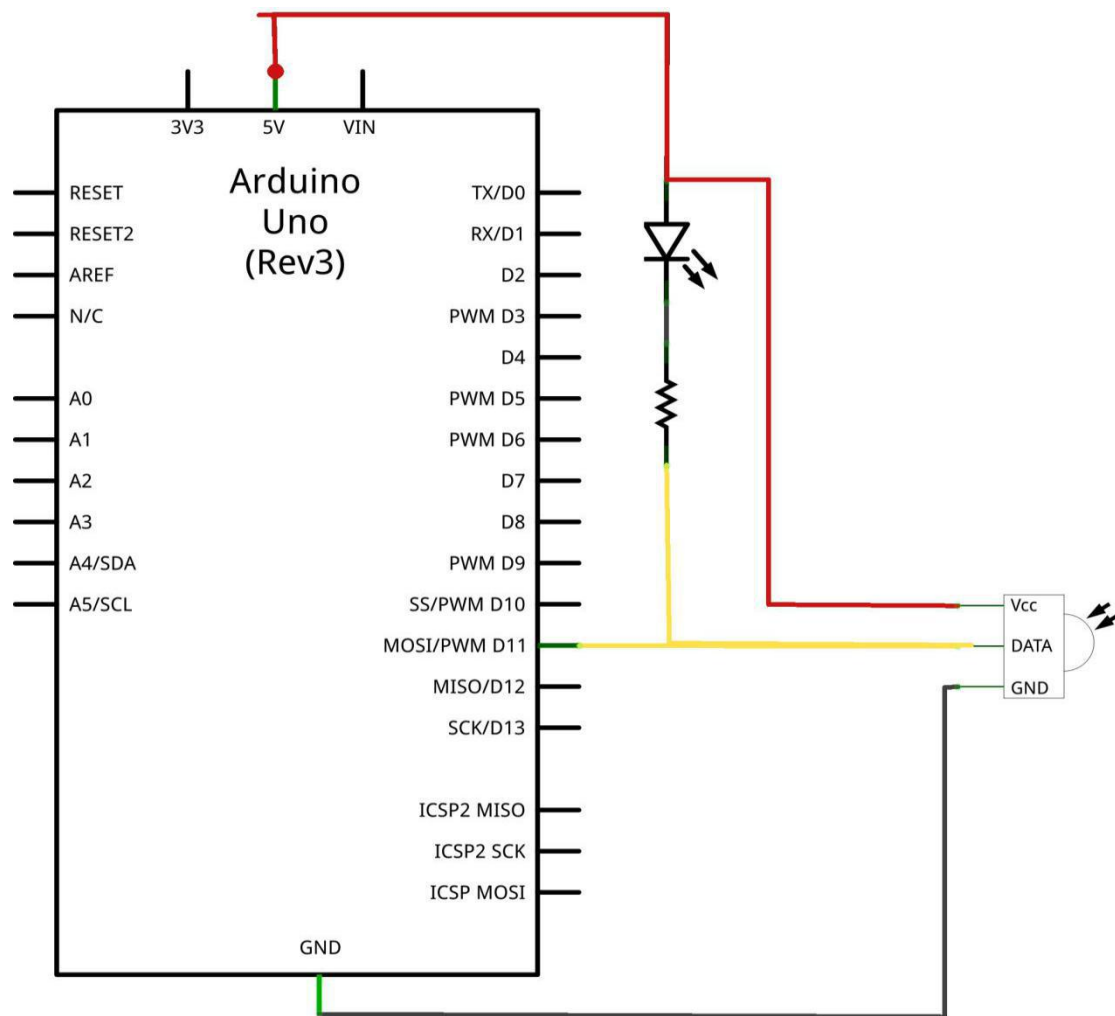 3V3 5V VIN
Arduino
Uno
(Rev3)
RESET
RESET2
AREF
N/C
A0
A1
A2
A3
A4/SDA
A5/SCL
TX/D0
RX/D1
D2
PWM D3
D4
PWM D5
PWM D6
D7
D8
PWM D9
SS/PWM D10
MOSI/PWM D11
MISO/D12
SCK/D13
ICSP2 MISO
ICSP2 SCK
ICSP MOSI
GND
Vcc
DATA
GND